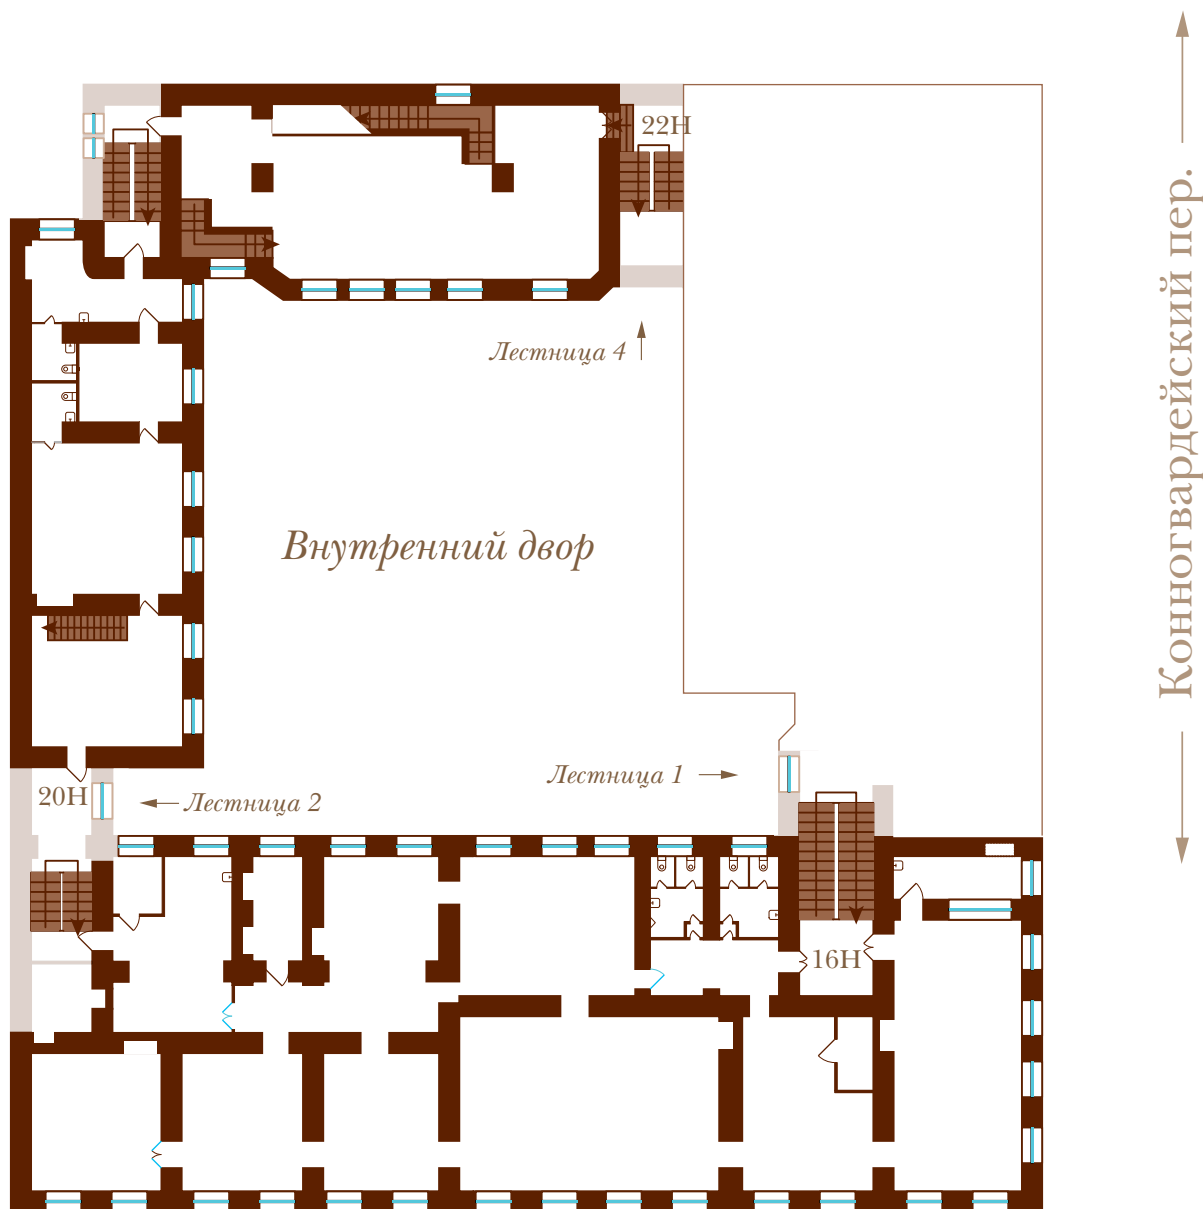 22Н
Конногвардейский пер.
Лестница 4
Внутренний двор
Лестница 1
20Н
Лестница 2
16Н